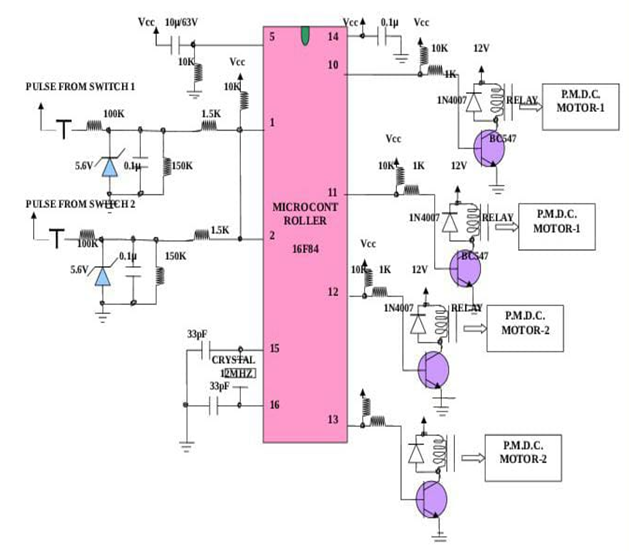 Vcc 10µ/63V
5
10K
Vcc
10K
PULSE FROM SWITCH 1
100K
1.5K
1
5.6V
0.1µ
150K
PULSE FROM SWITCH 2
100K
1.5K
2
5.6V
0.1µ
150K
33pF
15
CRYSTAL
12MHZ
33pF
16
MICROCONT
ROLLER
16F84
14
Vcc
0.1µ
Vcc
10K
12V
10
1K
1N4007
RELAY
P.M.D.C.
MOTOR-1
BC547
Vcc
11
10K 1K
12V
1N4007
RELAY
P.M.D.C.
MOTOR-1
BC547
Vcc
12
10K 1K
12V
1N4007
RELAY
P.M.D.C.
MOTOR-2
13
P.M.D.C.
MOTOR-2